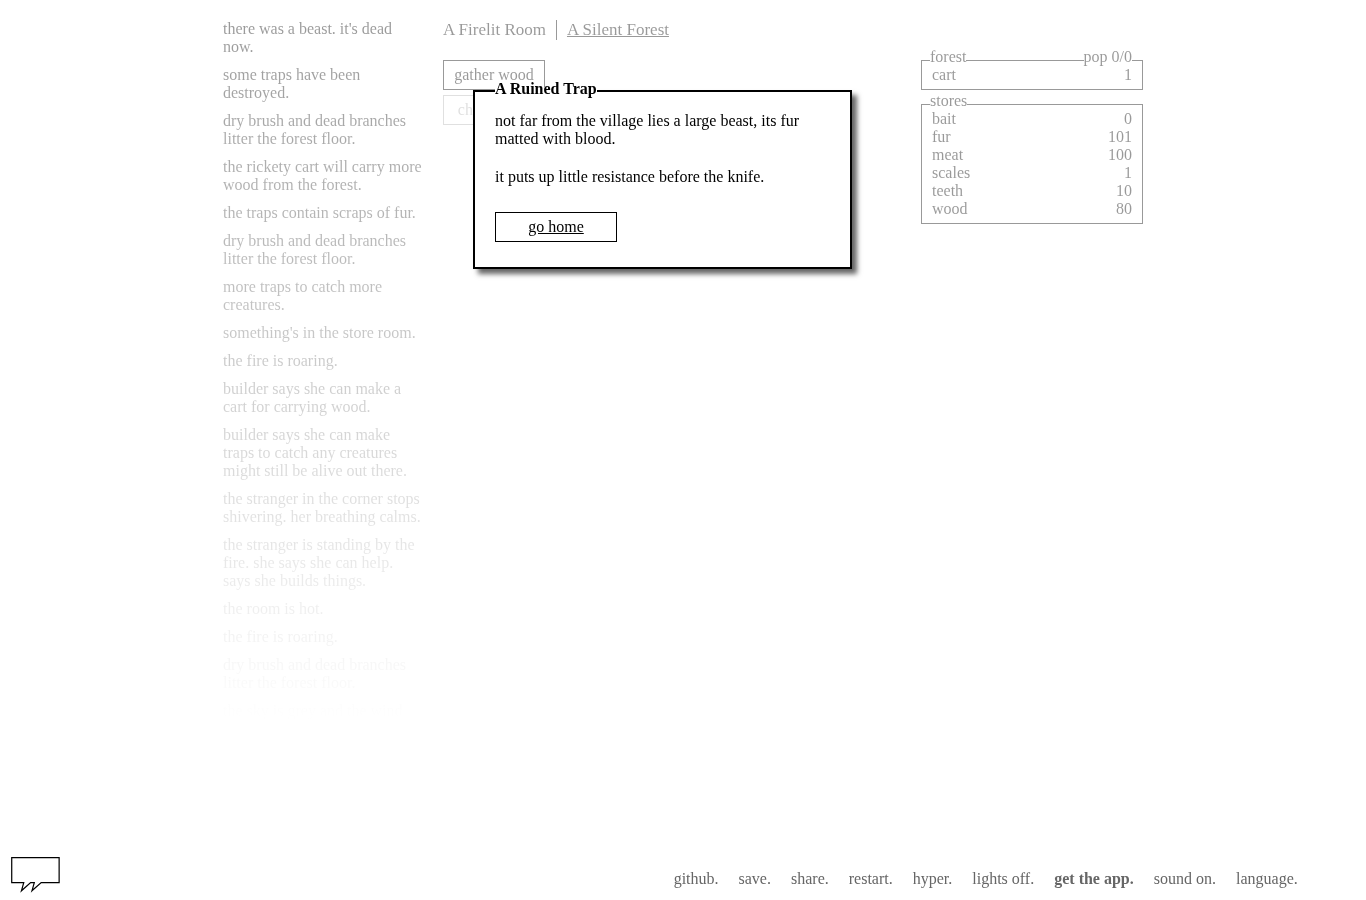 there was a beast. it's dead
now.
some traps have been
destroyed.
dry brush and dead branches
litter the forest floor.
the rickety cart will carry more
wood from the forest.
the traps contain scraps of fur.
dry brush and dead branches
litter the forest floor.
more traps to catch more
creatures.
something's in the store room.
the fire is roaring.
builder says she can make a
cart for carrying wood.
builder says she can make
traps to catch any creatures
might still be alive out there.
the stranger in the corner stops
shivering. her breathing calms.
the stranger is standing by the
fire. she says she can help.
says she builds things.
the room is hot.
the fire is roaring.
dry brush and dead branches
litter the forest floor.
A Firelit Room
A Silent Forest
gather wood
A Ruined Trap
not far from the village lies a large beast, its fur
matted with blood.
it puts up little resistance before the knife.
go home
forest pop 0/0
cart 1
stores
bait 0
fur 101
meat 100
scales 1
teeth 10
wood 80
github. save. share. restart. hyper. lights off. get the app. sound on. language.